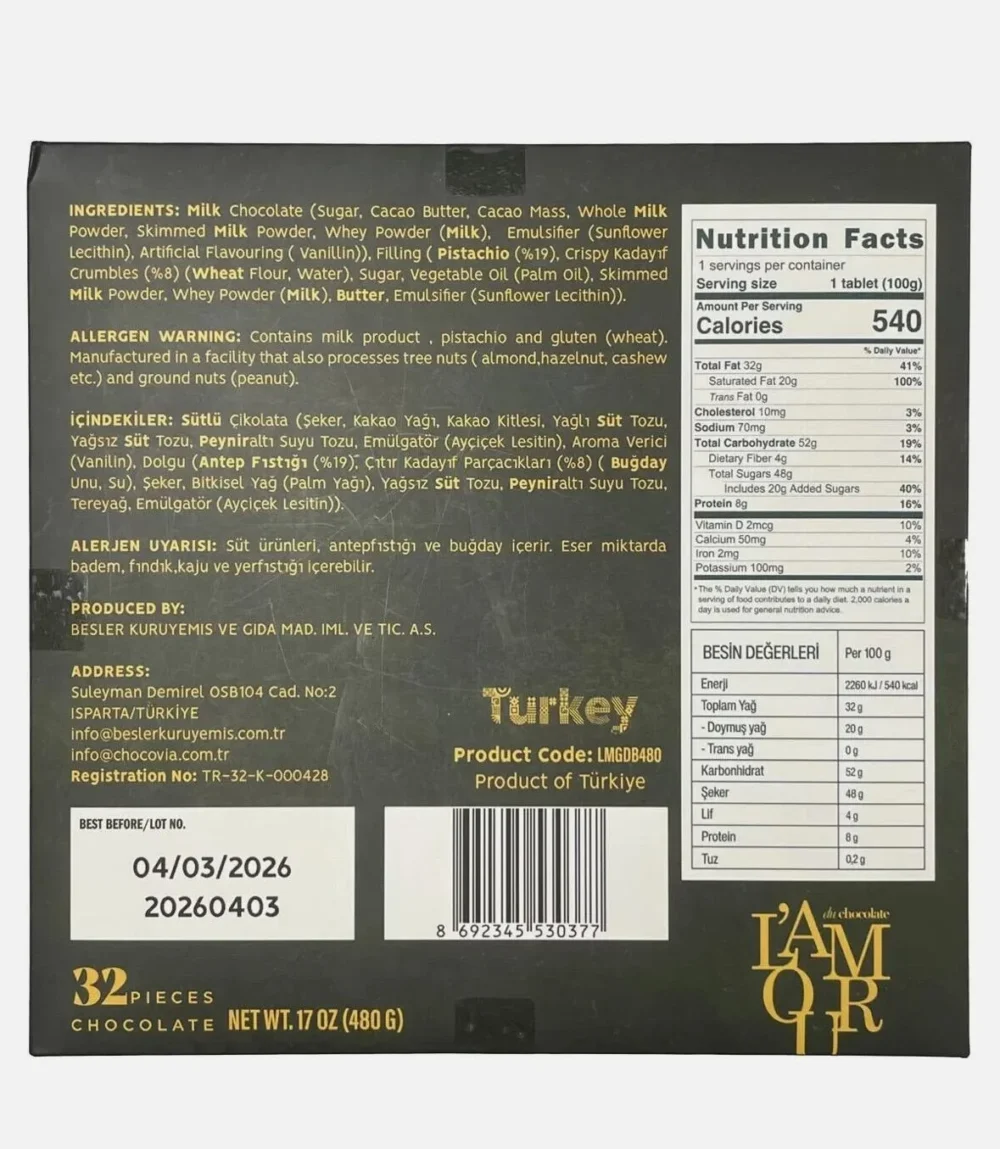 INGREDIENTS: Milk Chocolate (Sugar, Cacao Butter, Cacao Mass, Whole Milk
Powder, Skimmed Milk Powder, Whey Powder (Milk), Emulsifier (Sunflower
Lecithin), Artificial Flavouring ( Vanillin)), Filling ( Pistachio (%19), Crispy Kadayıf
Crumbles (%8) (Wheat Flour, Water), Sugar, Vegetable Oil (Palm Oil), Skimmed
Milk Powder, Whey Powder (Milk), Butter, Emulsifier (Sunflower Lecithin)).
ALLERGEN WARNING: Contains milk product , pistachio and gluten (wheat).
Manufactured in a facility that also processes tree nuts ( almond,hazelnut, cashew
etc.) and ground nuts (peanut).
İÇİNDEKİLER: Sütlü Çikolata (Şeker, Kakao Yağı, Kakao Kitlesi, Yağlı Süt Tozu,
Yağsız Süt Tozu, Peyniraltı Suyu Tozu, Emülgatör (Ayçiçek Lesitin), Aroma Verici
(Vanilin), Dolgu (Antep Fıstığı (%19), Çıtır Kadayıf Parçacıkları (%8) ( Buğday
Unu, Su), Şeker, Bitkisel Yağ (Palm Yağı), Yağsız Süt Tozu, Peyniraltı Suyu Tozu,
Tereyağ, Emülgatör (Ayçiçek Lesitin)).
ALERJEN UYARISI: Süt ürünleri, antepfıstığı ve buğday içerir. Eser miktarda
badem, fındık,kaju ve yerfıstığı içerebilir.
PRODUCED BY:
BESLER KURUYEMIS VE GIDA MAD. IML. VE TIC. A.S.
ADDRESS:
Suleyman Demirel OSB104 Cad. No:2
ISPARTA/TÜRKİYE
info@beslerkuruyemis.com.tr
info@chocovia.com.tr
Registration No: TR-32-K-000428
Turkey
Product Code: LMGDB480
Product of Türkiye
BEST BEFORE/LOT NO.
04/03/2026
20260403
8 692345 530377
32 PIECES
CHOCOLATE NET WT. 17 OZ (480 G)
Nutrition Facts
1 servings per container
Serving size 1 tablet (100g)
Amount Per Serving
Calories 540
% Daily Value*
Total Fat 32g 41%
Saturated Fat 20g 100%
Trans Fat 0g
Cholesterol 10mg 3%
Sodium 70mg 3%
Total Carbohydrate 52g 19%
Dietary Fiber 4g 14%
Total Sugars 48g
Includes 20g Added Sugars 40%
Protein 8g 16%
Vitamin D 2mcg 10%
Calcium 50mg 4%
Iron 2mg 10%
Potassium 100mg 2%
*The % Daily Value (DV) tells you how much a nutrient in a
serving of food contributes to a daily diet. 2,000 calories a
day is used for general nutrition advice.
BESİN DEĞERLERİ Per 100 g
Enerji 2260 kJ / 540 kcal
Toplam Yağ 32 g
- Doymuş yağ 20 g
- Trans yağ 0 g
Karbonhidrat 52 g
Şeker 48 g
Lif 4 g
Protein 8 g
Tuz 0,2 g
L'AMOUR du chocolate